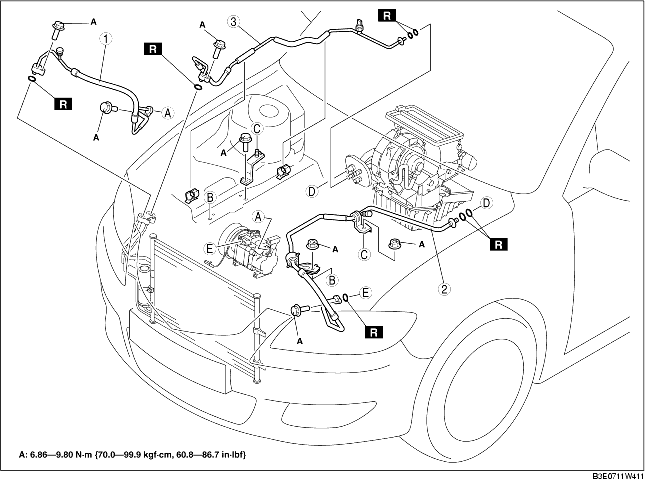 A
3
R
1
A
R
R
R
A
A
C
A
B
D
A
E
D
A
A
R
C
B
2
E
A
R
A: 6.86—9.80 N·m {70.0—99.9 kgf·cm, 60.8—86.7 in·lbf}
B3E0711W411